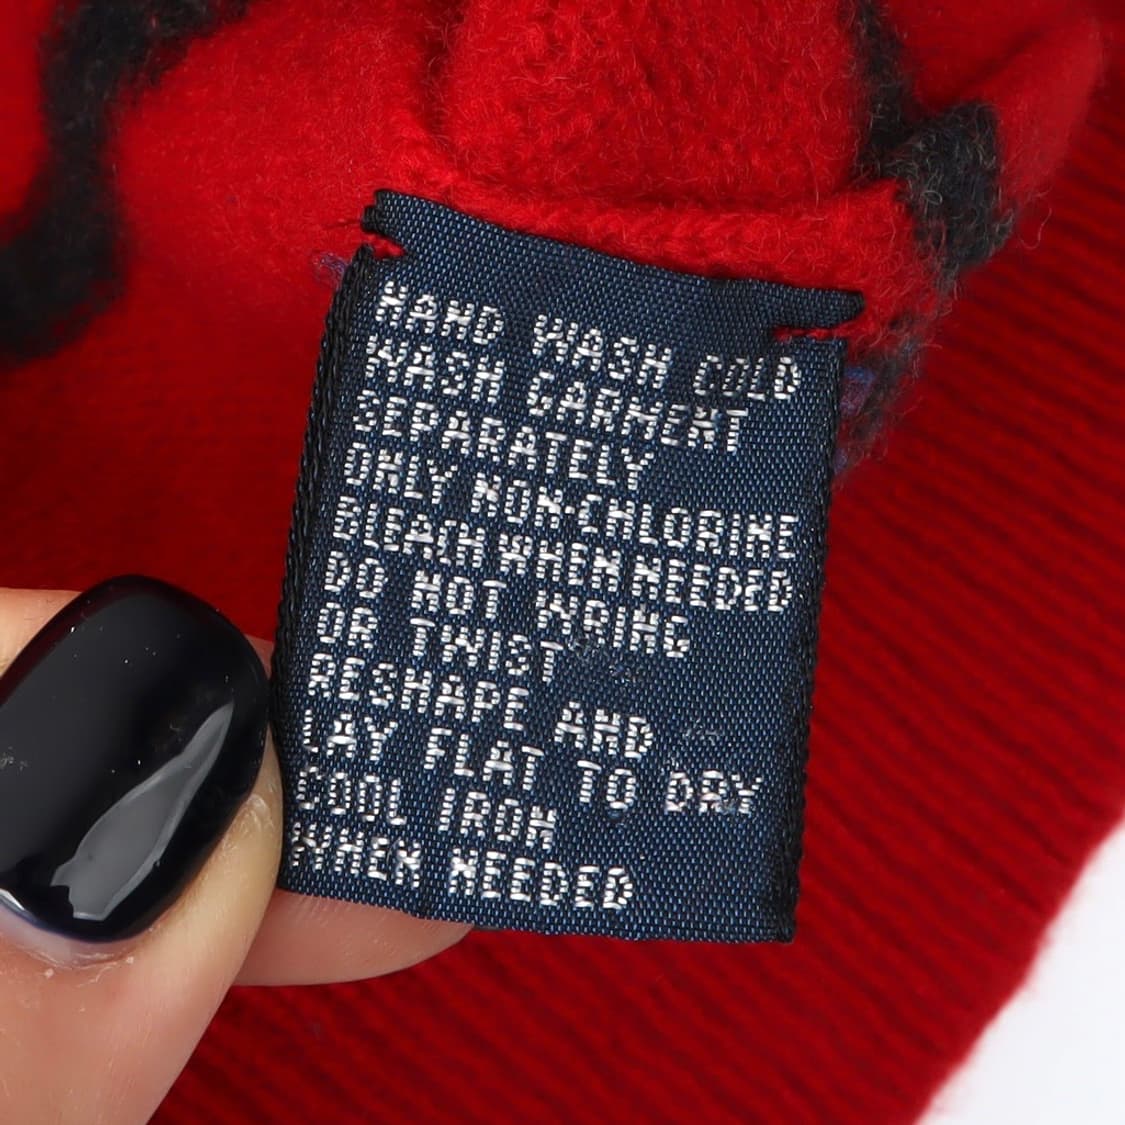 HAND WASH COLD
WASH GARMENT
SEPARATELY
ONLY NON-CHLORINE
BLEACH WHEN NEEDED
DO NOT WRING
OR TWIST
RESHAPE AND
LAY FLAT TO DRY
COOL IRON
WHEN NEEDED